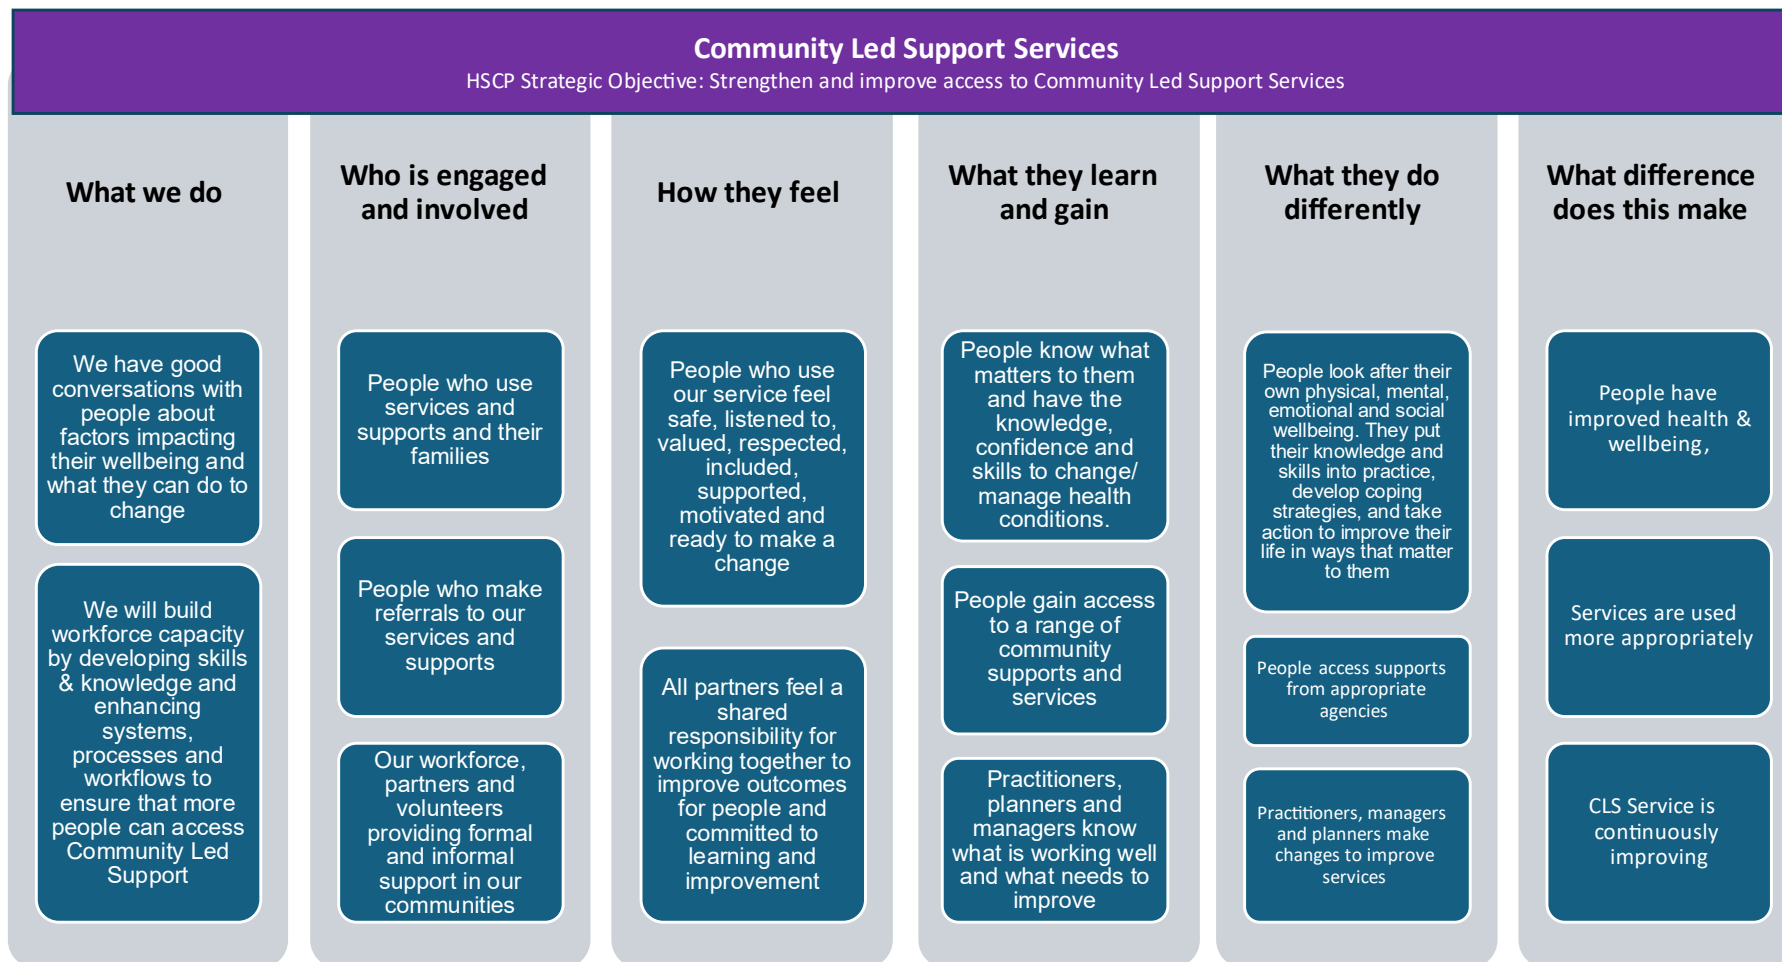 Community Led Support Services
HSCP Strategic Objective: Strengthen and improve access to Community Led Support Services
What we do
We have good
conversations with
people about
factors impacting
their wellbeing and
what they can do to
change
We will build
workforce capacity
by developing skills
& knowledge and
enhancing
systems,
processes and
workflows to
ensure that more
people can access
Community Led
Support
Who is engaged
and involved
People who use
services and
supports and their
families
People who make
referrals to our
services and
supports
Our workforce,
partners and
volunteers
providing formal
and informal
support in our
communities
How they feel
People who use
our service feel
safe, listened to,
valued, respected,
included,
supported,
motivated and
ready to make a
change
All partners feel a
shared
responsibility for
working together to
improve outcomes
for people and
committed to
learning and
improvement
What they learn
and gain
People know what
matters to them
and have the
knowledge,
confidence and
skills to change/
manage health
conditions.
People gain access
to a range of
community
supports and
services
Practitioners,
planners and
managers know
what is working well
and what needs to
improve
What they do
differently
People look after their
own physical, mental,
emotional and social
wellbeing. They put
their knowledge and
skills into practice,
develop coping
strategies, and take
action to improve their
life in ways that matter
to them
People access supports
from appropriate
agencies
Practitioners, managers
and planners make
changes to improve
services
What difference
does this make
People have
improved health &
wellbeing,
Services are used
more appropriately
CLS Service is
continuously
improving